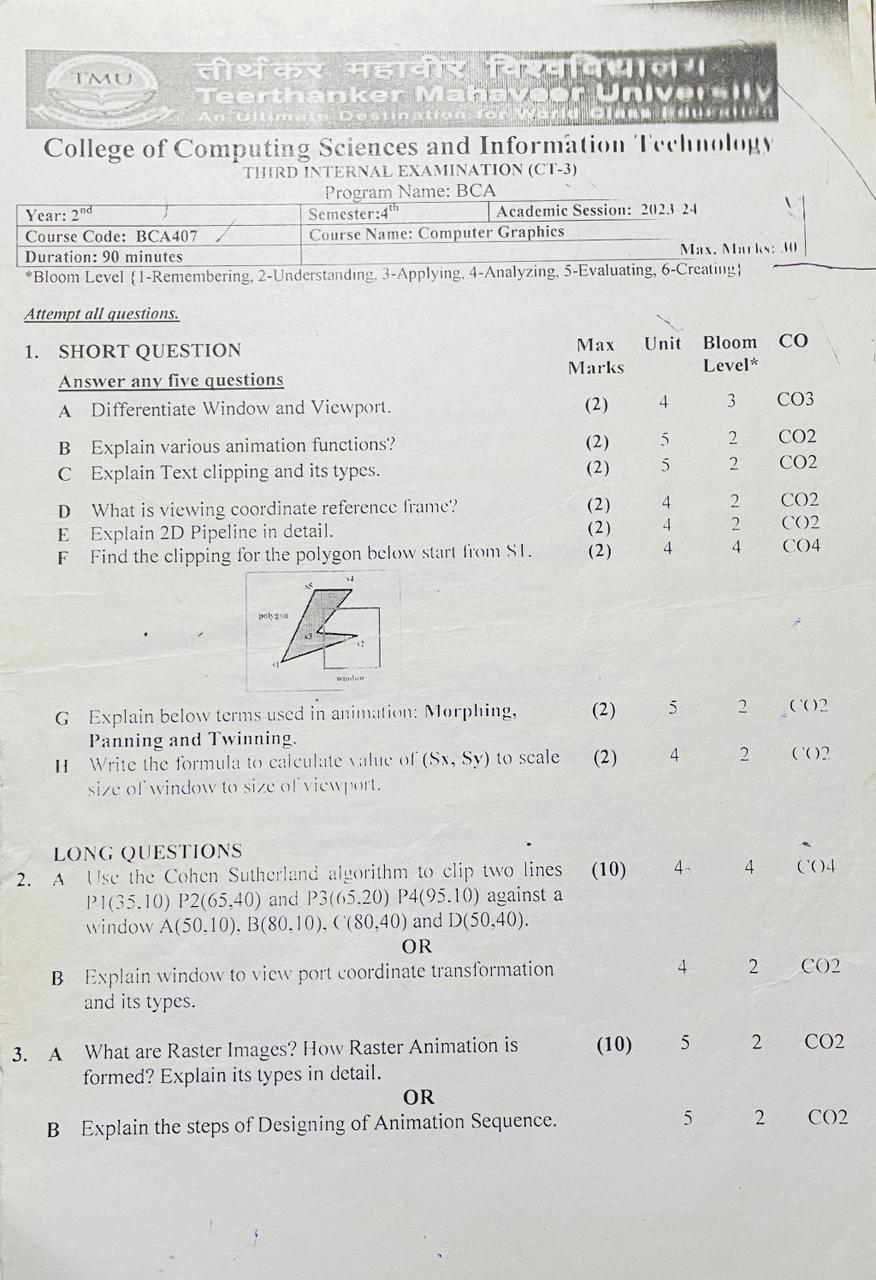 TMU
तीर्थंकर महावीर विश्वविद्यालय
Teerthanker Mahaveer University
An Ultimate Destination for World Class Education
College of Computing Sciences and Information Technology
THIRD INTERNAL EXAMINATION (CT-3)
Program Name: BCA
Year: 2nd Semester:4th Academic Session: 2023-24
Course Code: BCA407 Course Name: Computer Graphics
Duration: 90 minutes Max. Marks: 30
*Bloom Level {1-Remembering, 2-Understanding, 3-Applying, 4-Analyzing, 5-Evaluating, 6-Creating}
Attempt all questions.
1. SHORT QUESTION Max Marks Unit Bloom Level* CO
Answer any five questions
A Differentiate Window and Viewport. (2) 4 3 CO3
B Explain various animation functions? (2) 5 2 CO2
C Explain Text clipping and its types. (2) 5 2 CO2
D What is viewing coordinate reference frame? (2) 4 2 CO2
E Explain 2D Pipeline in detail. (2) 4 2 CO2
F Find the clipping for the polygon below start from S1. (2) 4 4 CO4
s5 s4
polygon
s3
s2
s1
window
G Explain below terms used in animation: Morphing, (2) 5 2 CO2
Panning and Twinning.
H Write the formula to calculate value of (Sx, Sy) to scale (2) 4 2 CO2
size of window to size of viewport.
LONG QUESTIONS
2. A Use the Cohen Sutherland algorithm to clip two lines (10) 4 4 CO4
P1(35,10) P2(65,40) and P3(65,20) P4(95,10) against a
window A(50,10), B(80,10), C(80,40) and D(50,40).
OR
B Explain window to view port coordinate transformation 4 2 CO2
and its types.
3. A What are Raster Images? How Raster Animation is (10) 5 2 CO2
formed? Explain its types in detail.
OR
B Explain the steps of Designing of Animation Sequence. 5 2 CO2